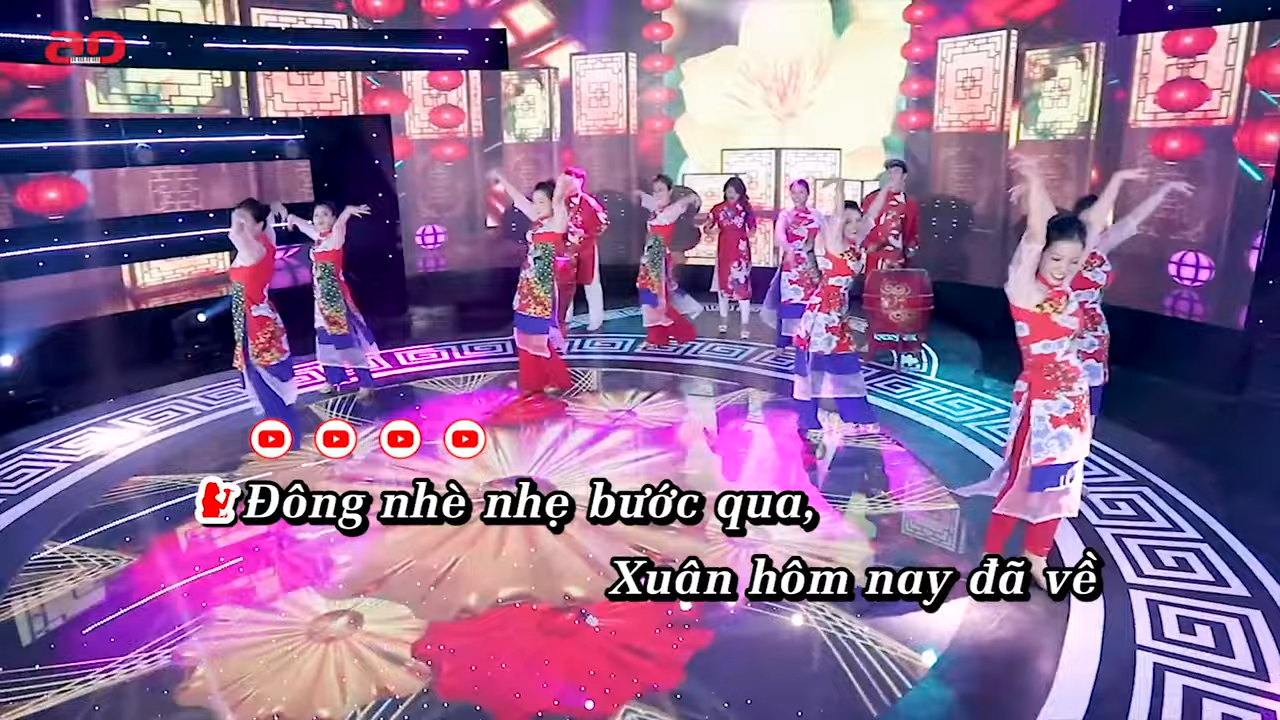 Đông nhè nhẹ bước qua,
Xuân hôm nay đã về